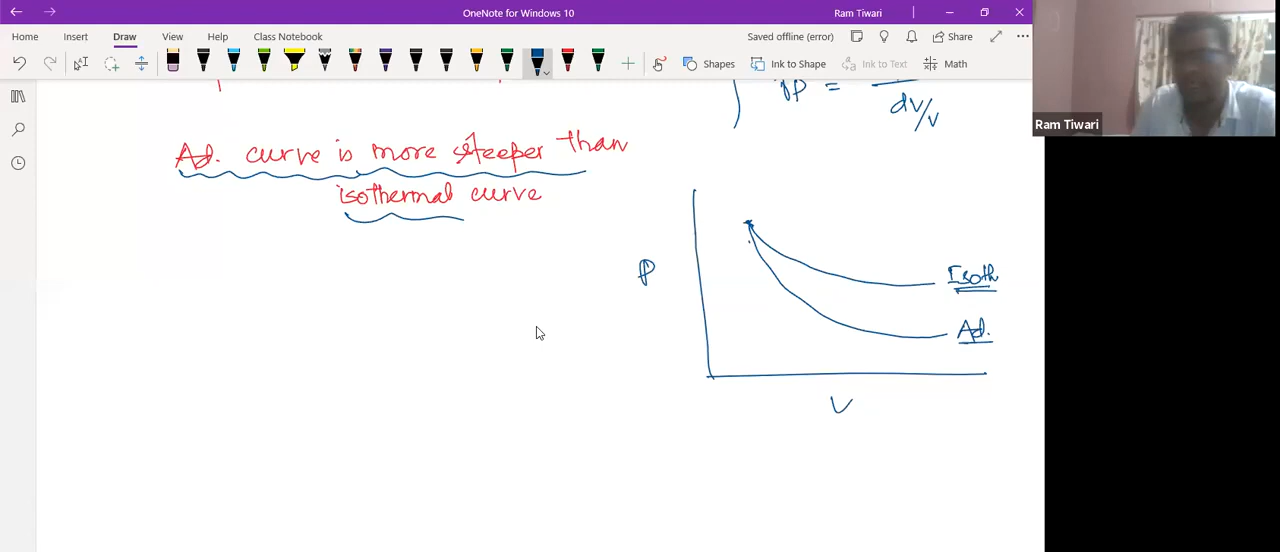 OneNote for Windows 10
Ram Tiwari
Home Insert Draw View Help Class Notebook
Saved offline (error) Share
Shapes Ink to Shape Ink to Text Math
Ram Tiwari
=
dv/v
Ad. curve is more steeper than
isothermal curve
P
Isoth
Ad.
V